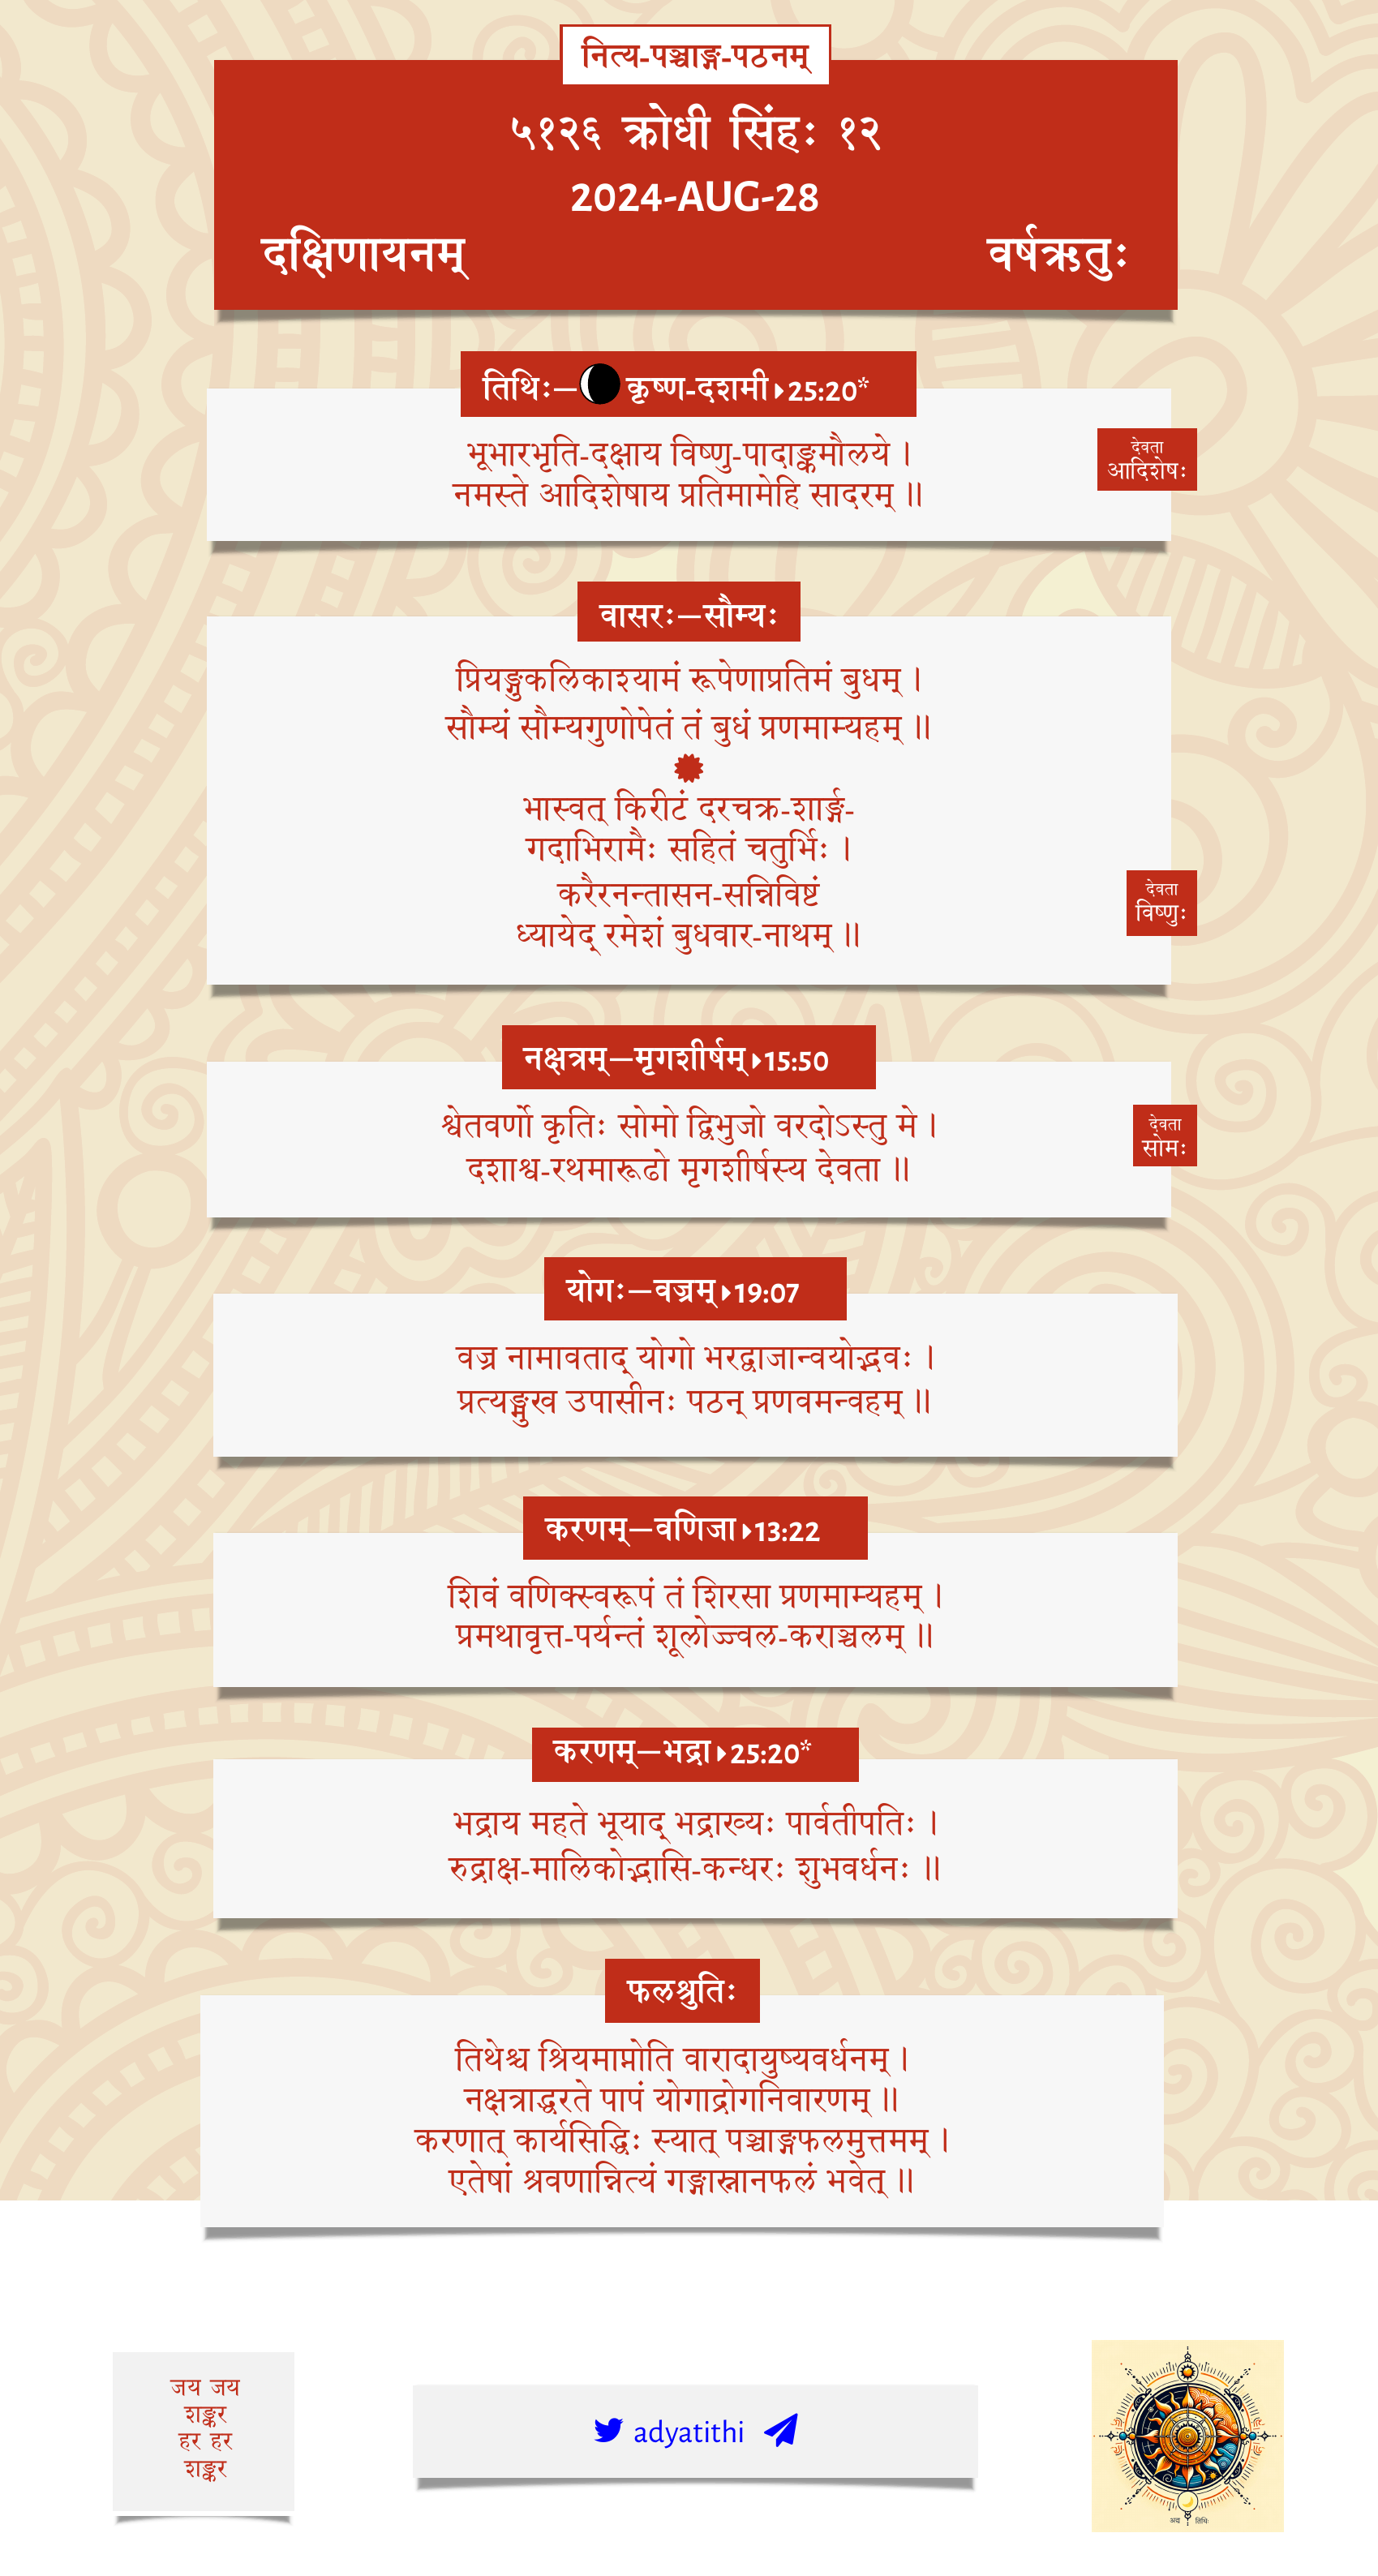 नित्य-पञ्चाङ्ग-पठनम्
५१२६ क्रोधी सिंहः १२
2024-AUG-28
दक्षिणायनम् वर्षऋतुः
तिथिः—कृष्ण-दशमी 25:20*
भूभारभृति-दक्षाय विष्णु-पादाङ्कमौलये ।
नमस्ते आदिशेषाय प्रतिमामेहि सादरम् ॥
देवता
आदिशेषः
वासरः—सौम्यः
प्रियङ्गुकलिकाश्यामं रूपेणाप्रतिमं बुधम् ।
सौम्यं सौम्यगुणोपेतं तं बुधं प्रणमाम्यहम् ॥
भास्वत् किरीटं दरचक्र-शार्ङ्ग-
गदाभिरामैः सहितं चतुर्भिः ।
करैरनन्तासन-सन्निविष्टं
ध्यायेद् रमेशं बुधवार-नाथम् ॥
देवता
विष्णुः
नक्षत्रम्—मृगशीर्षम् 15:50
श्वेतवर्णो कृतिः सोमो द्विभुजो वरदोऽस्तु मे ।
दशाश्व-रथमारूढो मृगशीर्षस्य देवता ॥
देवता
सोमः
योगः—वज्रम् 19:07
वज्र नामावताद् योगो भरद्वाजान्वयोद्भवः ।
प्रत्यङ्मुख उपासीनः पठन् प्रणवमन्वहम् ॥
करणम्—वणिजा 13:22
शिवं वणिक्स्वरूपं तं शिरसा प्रणमाम्यहम् ।
प्रमथावृत्त-पर्यन्तं शूलोज्ज्वल-कराञ्चलम् ॥
करणम्—भद्रा 25:20*
भद्राय महते भूयाद् भद्राख्यः पार्वतीपतिः ।
रुद्राक्ष-मालिकोद्भासि-कन्धरः शुभवर्धनः ॥
फलश्रुतिः
तिथेश्च श्रियमाप्नोति वारादायुष्यवर्धनम् ।
नक्षत्राद्धरते पापं योगाद्रोगनिवारणम् ॥
करणात् कार्यसिद्धिः स्यात् पञ्चाङ्गफलमुत्तमम् ।
एतेषां श्रवणान्नित्यं गङ्गास्नानफलं भवेत् ॥
जय जय
शङ्कर
हर हर
शङ्कर
adyatithi
अद्य तिथिः